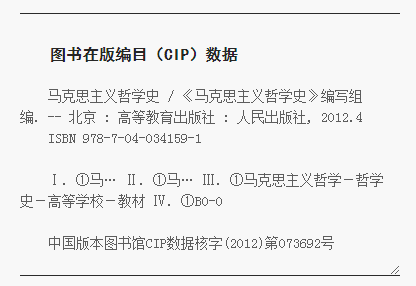 图书在版编目（CIP）数据
马克思主义哲学史 / 《马克思主义哲学史》编写组
编. -- 北京 : 高等教育出版社 : 人民出版社, 2012.4
ISBN 978-7-04-034159-1
Ⅰ. ①马… Ⅱ. ①马… Ⅲ. ①马克思主义哲学－哲学
史－高等学校－教材 Ⅳ. ①B0-0
中国版本图书馆CIP数据核字(2012)第073692号